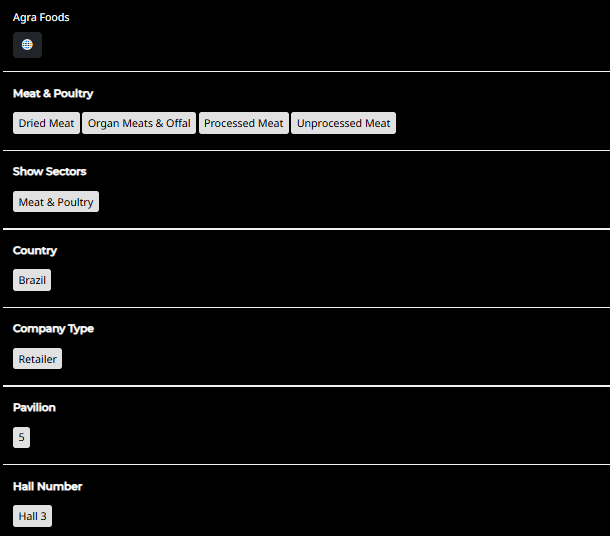 Agra Foods
Meat & Poultry
Dried Meat Organ Meats & Offal Processed Meat Unprocessed Meat
Show Sectors
Meat & Poultry
Country
Brazil
Company Type
Retailer
Pavilion
5
Hall Number
Hall 3